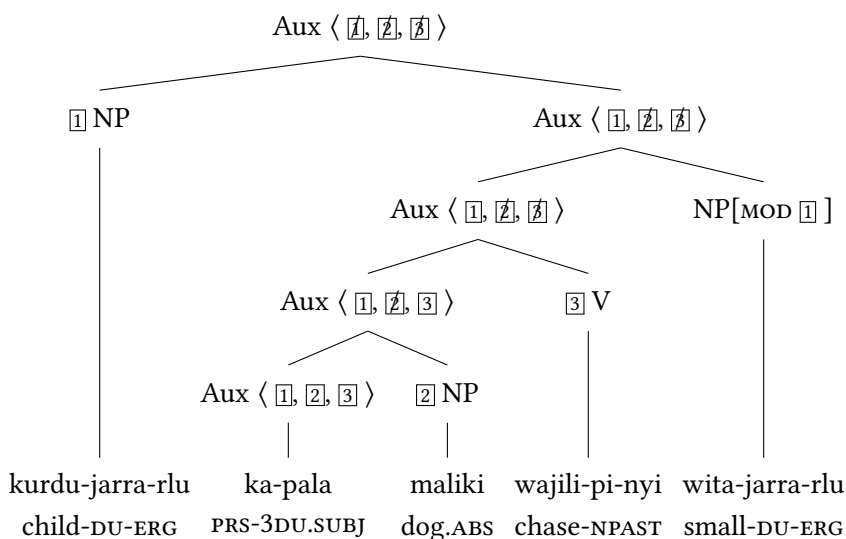 Aux ⟨ 1̸, 2̸, 3̸ ⟩
1 NP Aux ⟨ 1, 2̸, 3̸ ⟩
Aux ⟨ 1, 2̸, 3̸ ⟩ NP[MOD 1 ]
Aux ⟨ 1, 2̸, 3 ⟩ 3 V
Aux ⟨ 1, 2, 3 ⟩ 2 NP
kurdu-jarra-rlu ka-pala maliki wajili-pi-nyi wita-jarra-rlu
child-DU-ERG PRS-3DU.SUBJ dog.ABS chase-NPAST small-DU-ERG